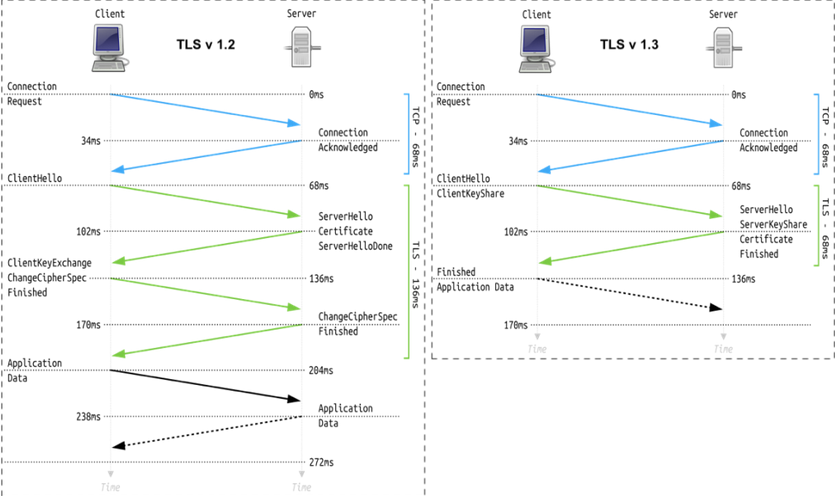 Client
Server
TLS v 1.2
Connection
Request
0ms
34ms
Connection
Acknowledged
TCP - 68ms
ClientHello
68ms
ServerHello
102ms
Certificate
ServerHelloDone
TLS - 136ms
ClientKeyExchange
ChangeCipherSpec
136ms
Finished
ChangeCipherSpec
170ms
Finished
Application
Data
204ms
Application
238ms
Data
272ms
Time
Time
Client
Server
TLS v 1.3
Connection
Request
0ms
34ms
Connection
Acknowledged
TCP - 68ms
ClientHello
ClientKeyShare
68ms
ServerHello
ServerKeyShare
102ms
Certificate
Finished
TLS - 68ms
Finished
Application Data
136ms
170ms
Time
Time